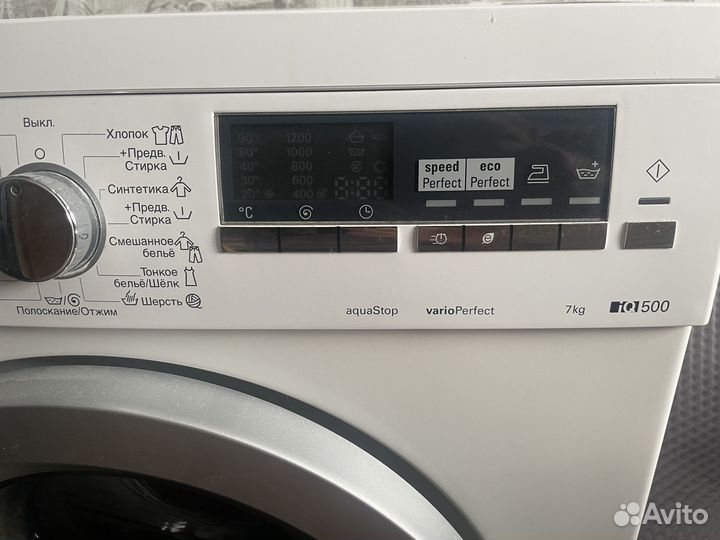 Выкл.
Хлопок
+Предв.
Стирка
Синтетика
+Предв.
Стирка
Смешанное
бельё
Тонкое
бельё/Шёлк
Шерсть
Полоскание/Отжим
90° 1200
60° 1000
40° 800
30° 600
20° 400
°C
speed
Perfect
eco
Perfect
aquaStop
varioPerfect
7kg
iQ500
Avito